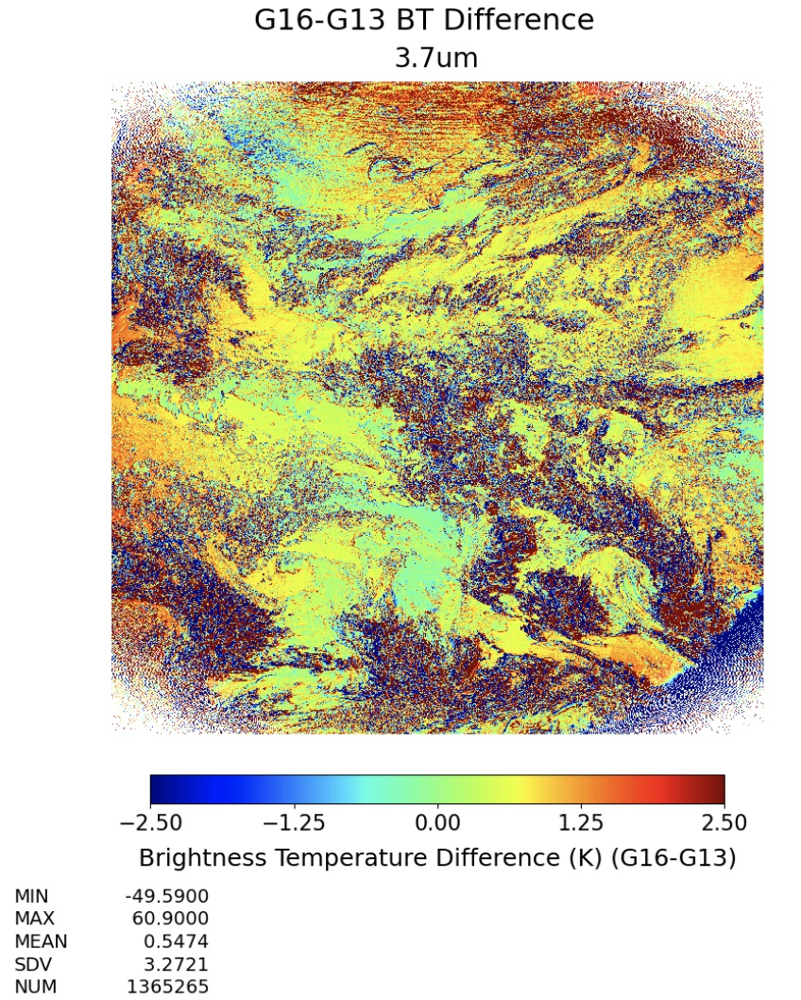 G16-G13 BT Difference
3.7um
−2.50 −1.25 0.00 1.25 2.50
Brightness Temperature Difference (K) (G16-G13)
MIN -49.5900
MAX 60.9000
MEAN 0.5474
SDV 3.2721
NUM 1365265